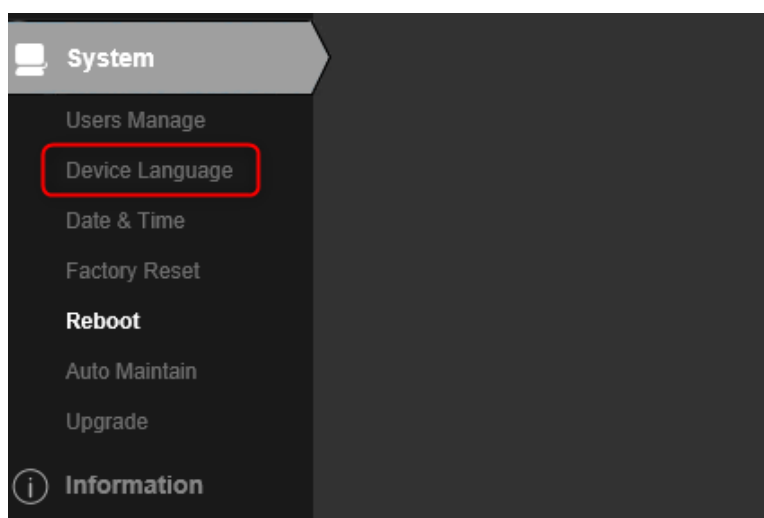 System
Users Manage
Device Language
Date & Time
Factory Reset
Reboot
Auto Maintain
Upgrade
Information